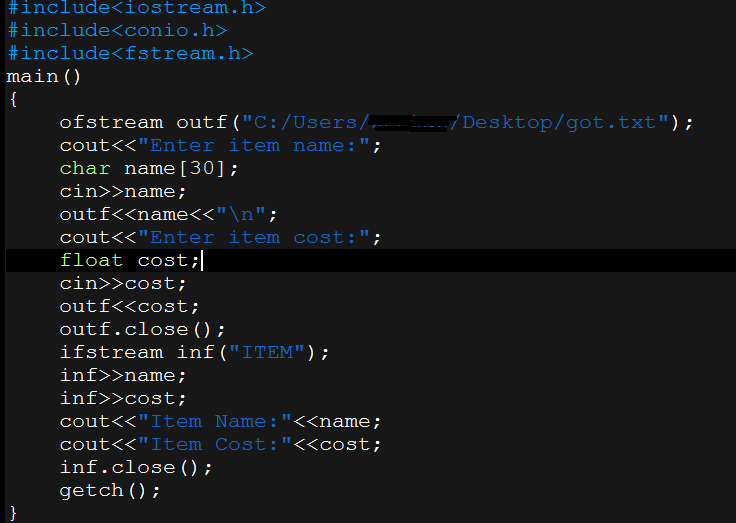 #include<iostream.h>
#include<conio.h>
#include<fstream.h>
main()
{
ofstream outf("C:/Users/ /Desktop/got.txt");
cout<<"Enter item name:";
char name[30];
cin>>name;
outf<<name<<"\n";
cout<<"Enter item cost:";
float cost;
cin>>cost;
outf<<cost;
outf.close();
ifstream inf("ITEM");
inf>>name;
inf>>cost;
cout<<"Item Name:"<<name;
cout<<"Item Cost:"<<cost;
inf.close();
getch();
}